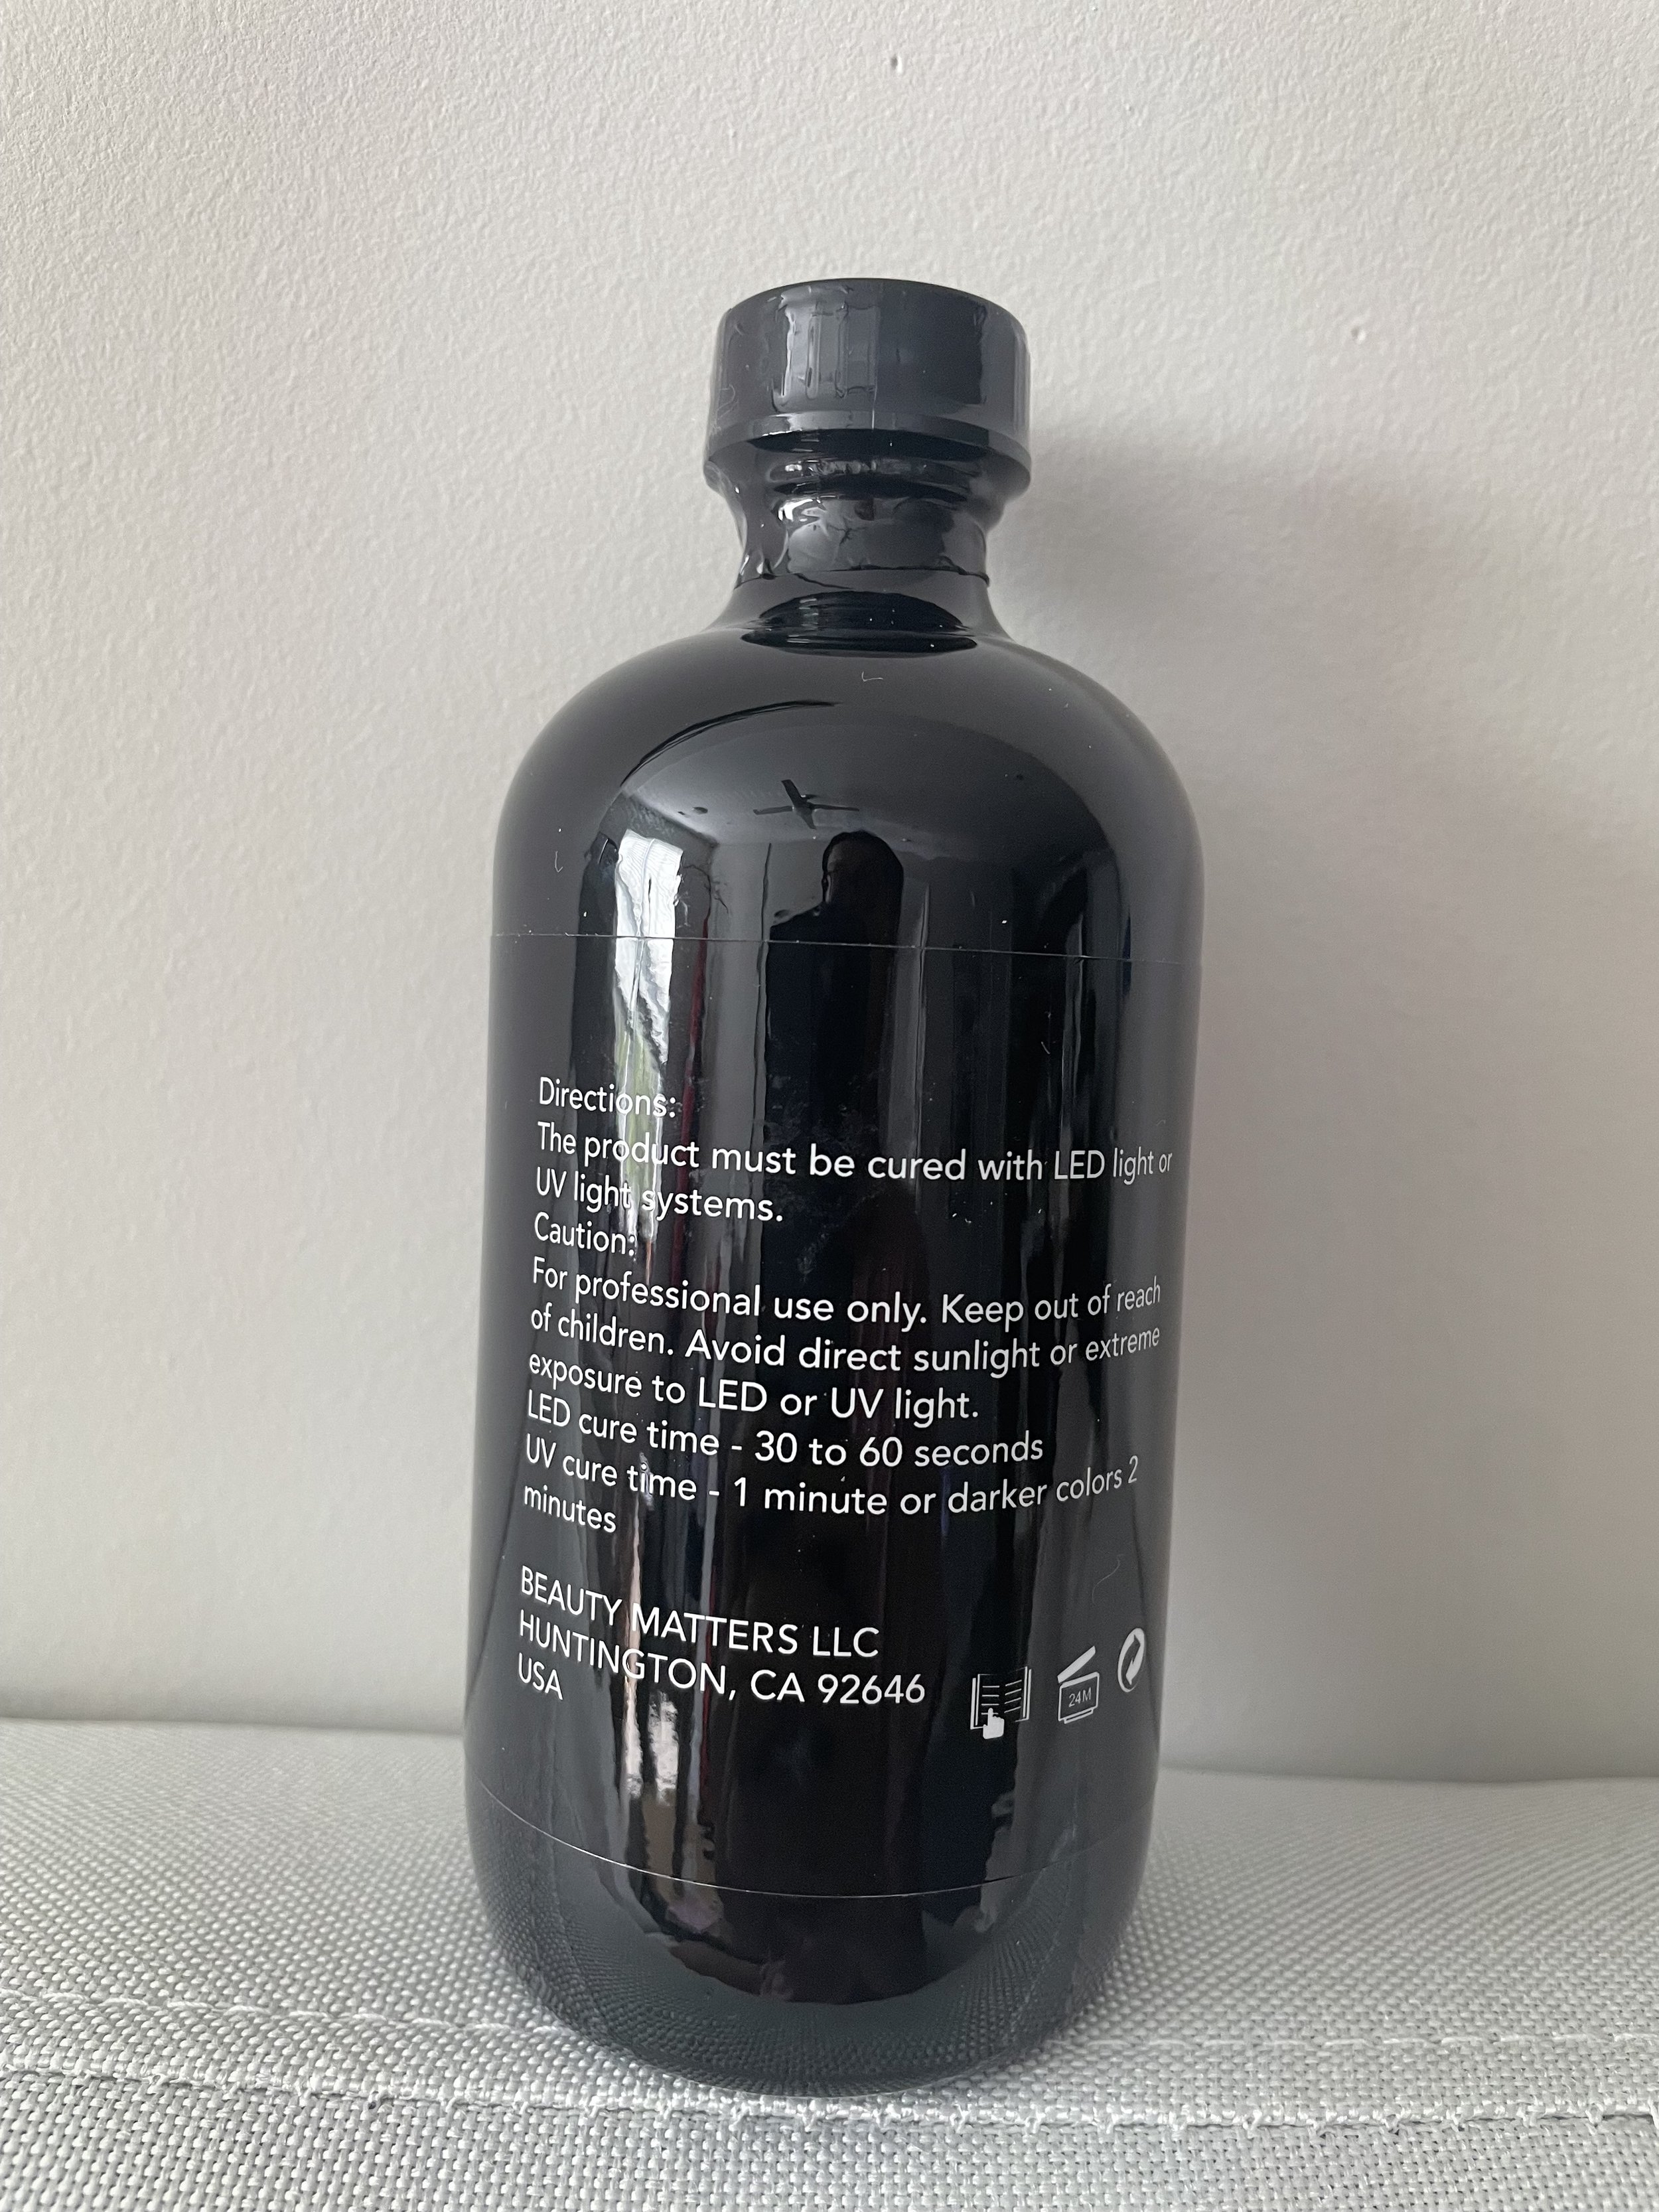 Directions:
The product must be cured with LED light or
UV light systems.
Caution:
For professional use only. Keep out of reach
of children. Avoid direct sunlight or extreme
exposure to LED or UV light.
LED cure time - 30 to 60 seconds
UV cure time - 1 minute or darker colors 2
minutes
BEAUTY MATTERS LLC
HUNTINGTON, CA 92646
USA
24M